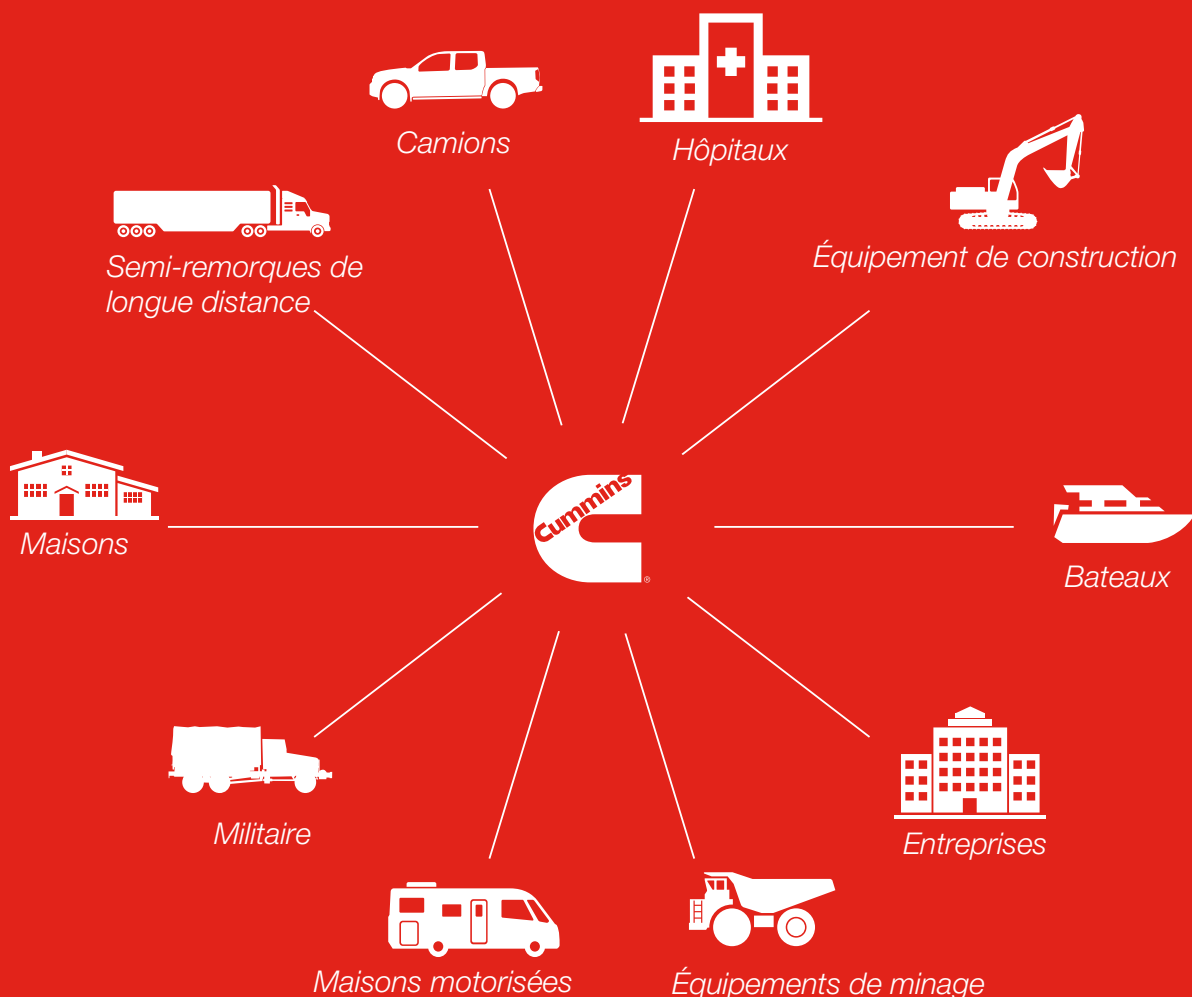 Camions
Hôpitaux
Semi-remorques de
longue distance
Équipement de construction
Maisons
Cummins
®
Bateaux
Militaire
Entreprises
Maisons motorisées
Équipements de minage